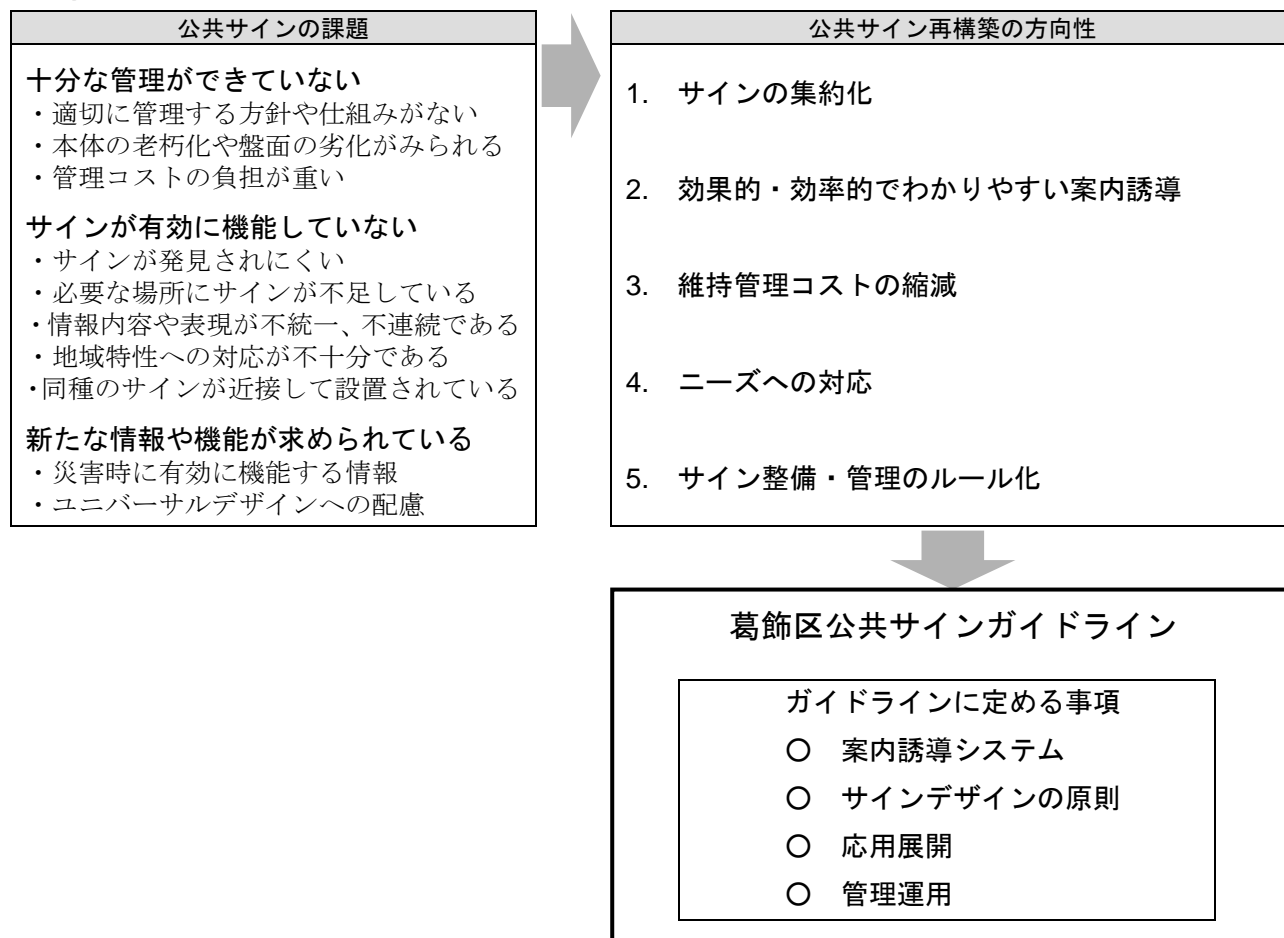 公共サインの課題
十分な管理ができていない
・適切に管理する方針や仕組みがない
・本体の老朽化や盤面の劣化がみられる
・管理コストの負担が重い
サインが有効に機能していない
・サインが発見されにくい
・必要な場所にサインが不足している
・情報内容や表現が不統一、不連続である
・地域特性への対応が不十分である
・同種のサインが近接して設置されている
新たな情報や機能が求められている
・災害時に有効に機能する情報
・ユニバーサルデザインへの配慮
公共サイン再構築の方向性
1. サインの集約化
2. 効果的・効率的でわかりやすい案内誘導
3. 維持管理コストの縮減
4. ニーズへの対応
5. サイン整備・管理のルール化
葛飾区公共サインガイドライン
ガイドラインに定める事項
○ 案内誘導システム
○ サインデザインの原則
○ 応用展開
○ 管理運用